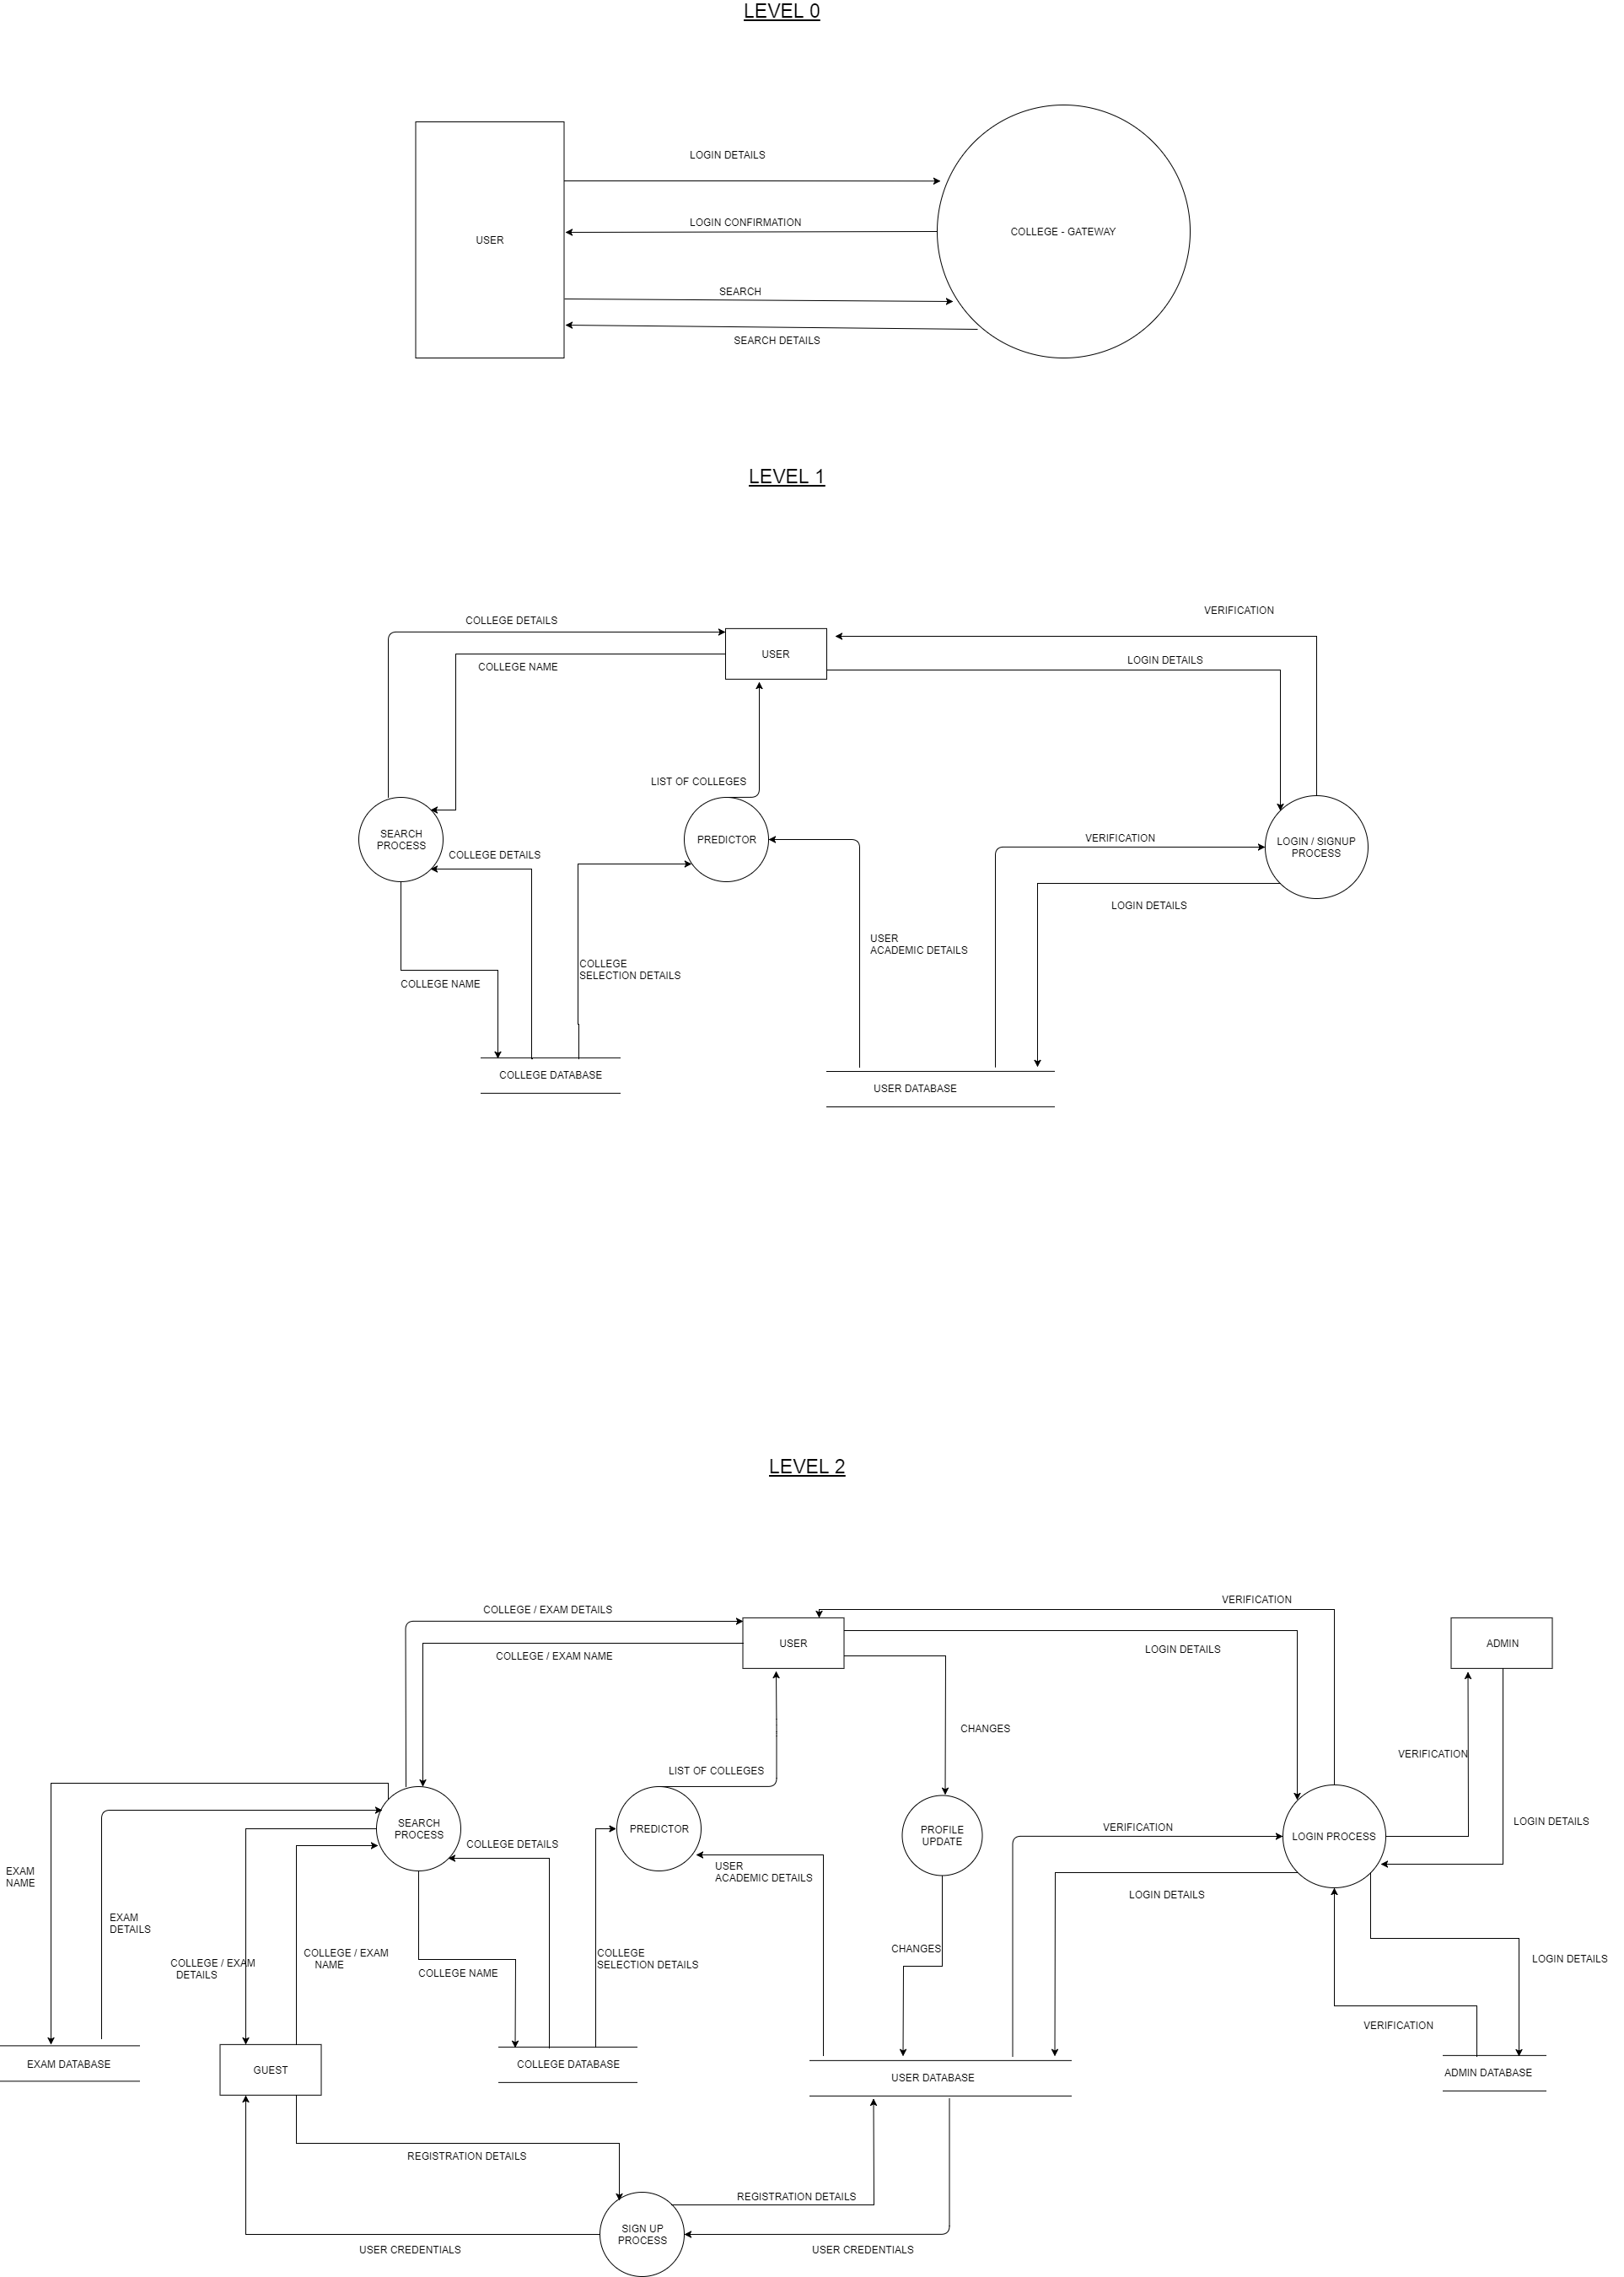 LEVEL 0
LOGIN DETAILS
LOGIN CONFIRMATION
USER
COLLEGE - GATEWAY
SEARCH
SEARCH DETAILS
LEVEL 1
VERIFICATION
COLLEGE DETAILS
USER
LOGIN DETAILS
COLLEGE NAME
LIST OF COLLEGES
SEARCH
PROCESS
PREDICTOR
VERIFICATION
LOGIN / SIGNUP
PROCESS
COLLEGE DETAILS
LOGIN DETAILS
USER
ACADEMIC DETAILS
COLLEGE
SELECTION DETAILS
COLLEGE NAME
COLLEGE DATABASE
USER DATABASE
LEVEL 2
VERIFICATION
COLLEGE / EXAM DETAILS
USER
ADMIN
LOGIN DETAILS
COLLEGE / EXAM NAME
CHANGES
VERIFICATION
LIST OF COLLEGES
SEARCH
PROCESS
PREDICTOR
PROFILE
UPDATE
VERIFICATION
LOGIN PROCESS
LOGIN DETAILS
COLLEGE DETAILS
EXAM
NAME
USER
ACADEMIC DETAILS
LOGIN DETAILS
EXAM
DETAILS
COLLEGE / EXAM
DETAILS
COLLEGE / EXAM
NAME
COLLEGE NAME
COLLEGE
SELECTION DETAILS
CHANGES
LOGIN DETAILS
VERIFICATION
EXAM DATABASE
GUEST
COLLEGE DATABASE
USER DATABASE
ADMIN DATABASE
REGISTRATION DETAILS
REGISTRATION DETAILS
SIGN UP
PROCESS
USER CREDENTIALS
USER CREDENTIALS